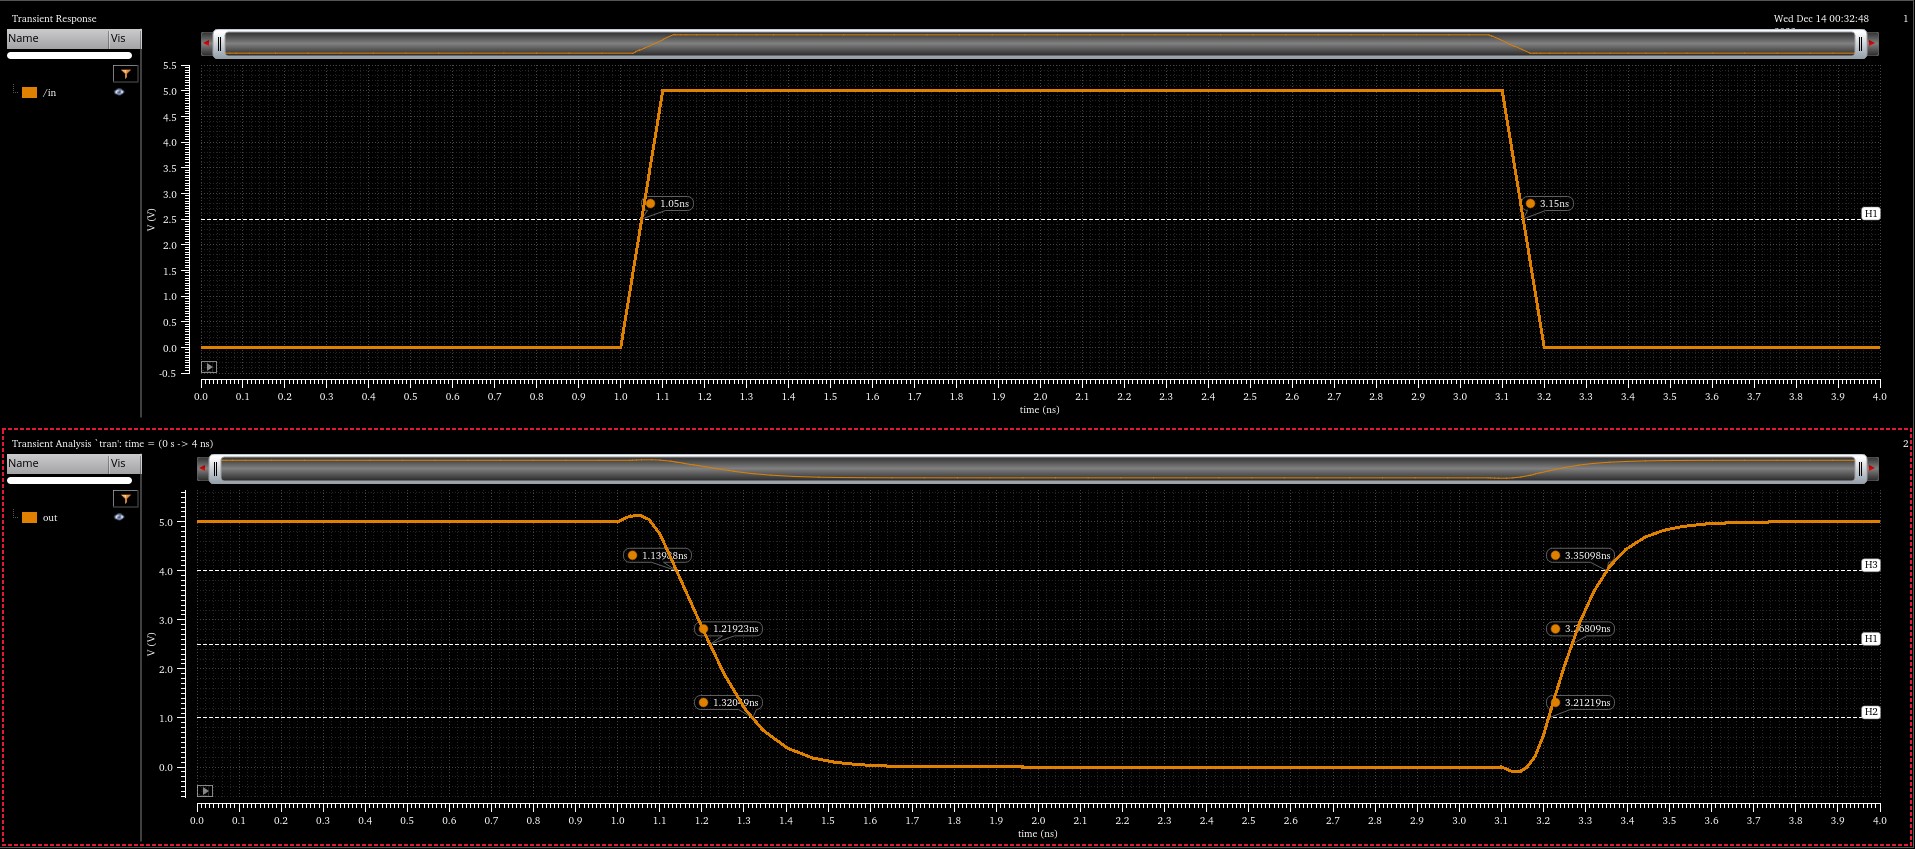 Transient Response
Wed Dec 14 00:32:48
1
Name Vis
/in
5.5
5.0
4.5
4.0
3.5
3.0
2.5
2.0
1.5
1.0
0.5
0.0
-0.5
V (V)
1.05ns
3.15ns
H1
0.0 0.1 0.2 0.3 0.4 0.5 0.6 0.7 0.8 0.9 1.0 1.1 1.2 1.3 1.4 1.5 1.6 1.7 1.8 1.9 2.0 2.1 2.2 2.3 2.4 2.5 2.6 2.7 2.8 2.9 3.0 3.1 3.2 3.3 3.4 3.5 3.6 3.7 3.8 3.9 4.0
time (ns)
Transient Analysis `tran': time = (0 s -> 4 ns)
2
Name Vis
out
5.0
4.0
3.0
2.0
1.0
0.0
V (V)
3.35098ns
H3
1.21923ns
3.26809ns
H1
3.21219ns
H2
0.0 0.1 0.2 0.3 0.4 0.5 0.6 0.7 0.8 0.9 1.0 1.1 1.2 1.3 1.4 1.5 1.6 1.7 1.8 1.9 2.0 2.1 2.2 2.3 2.4 2.5 2.6 2.7 2.8 2.9 3.0 3.1 3.2 3.3 3.4 3.5 3.6 3.7 3.8 3.9 4.0
time (ns)